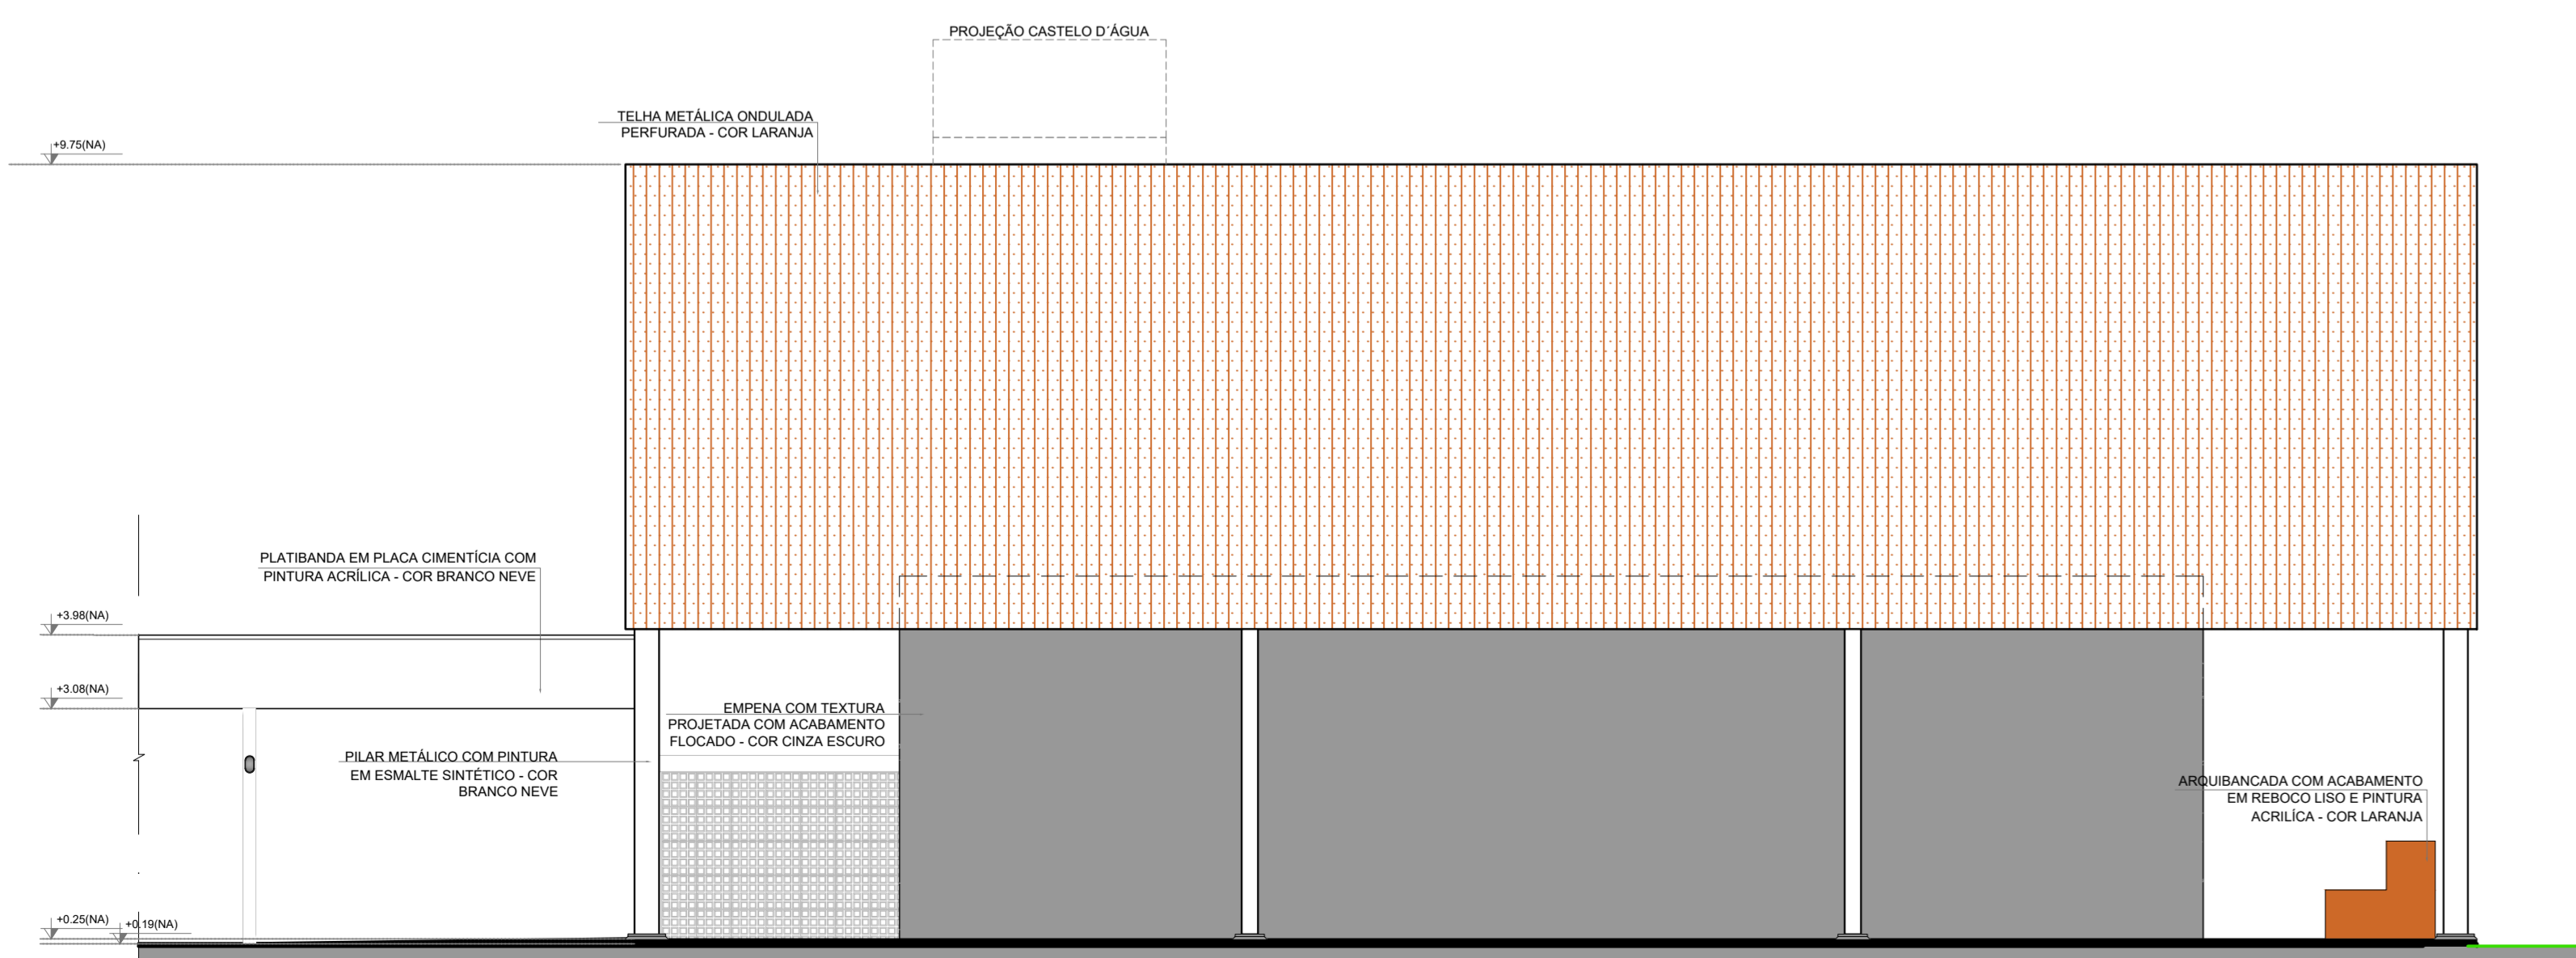 PROJEÇÃO CASTELO D´ÁGUA
TELHA METÁLICA ONDULADA
PERFURADA - COR LARANJA
+9.75(NA)
PLATIBANDA EM PLACA CIMENTÍCIA COM
PINTURA ACRÍLICA - COR BRANCO NEVE
+3.98(NA)
+3.08(NA)
EMPENA COM TEXTURA
PROJETADA COM ACABAMENTO
FLOCADO - COR CINZA ESCURO
PILAR METÁLICO COM PINTURA
EM ESMALTE SINTÉTICO - COR
BRANCO NEVE
ARQUIBANCADA COM ACABAMENTO
EM REBOCO LISO E PINTURA
ACRILÍCA - COR LARANJA
+0.25(NA)
+0.19(NA)